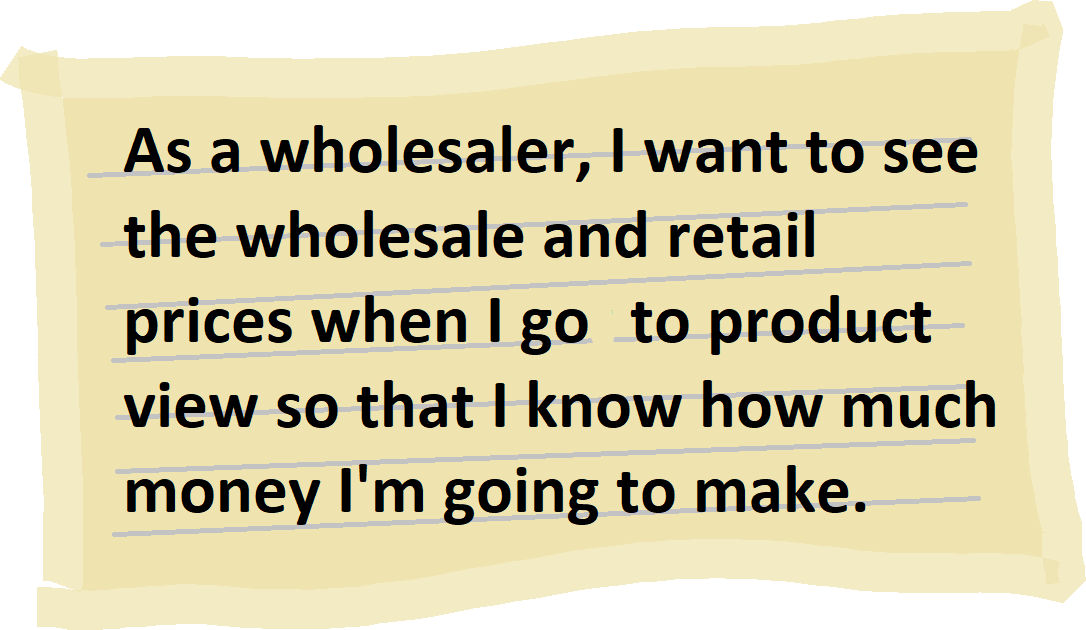 As a wholesaler, I want to see
the wholesale and retail
prices when I go to product
view so that I know how much
money I'm going to make.